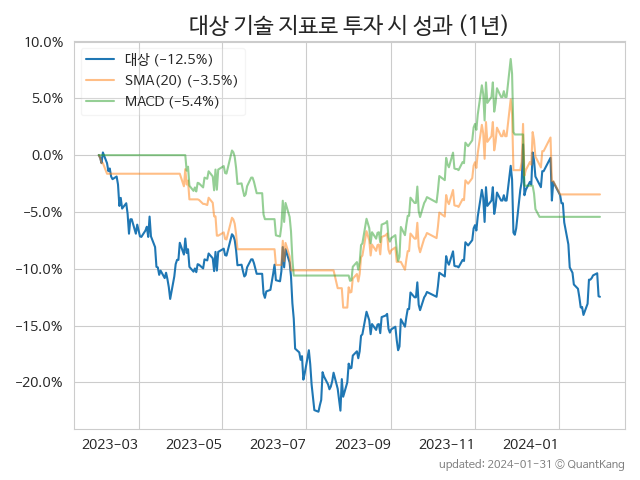 대상 기술 지표로 투자 시 성과 (1년)
10.0%
5.0%
0.0%
−5.0%
−10.0%
−15.0%
−20.0%
대상 (−12.5%)
SMA(20) (−3.5%)
MACD (−5.4%)
2023-03 2023-05 2023-07 2023-09 2023-11 2024-01
updated: 2024-01-31 © QuantKang